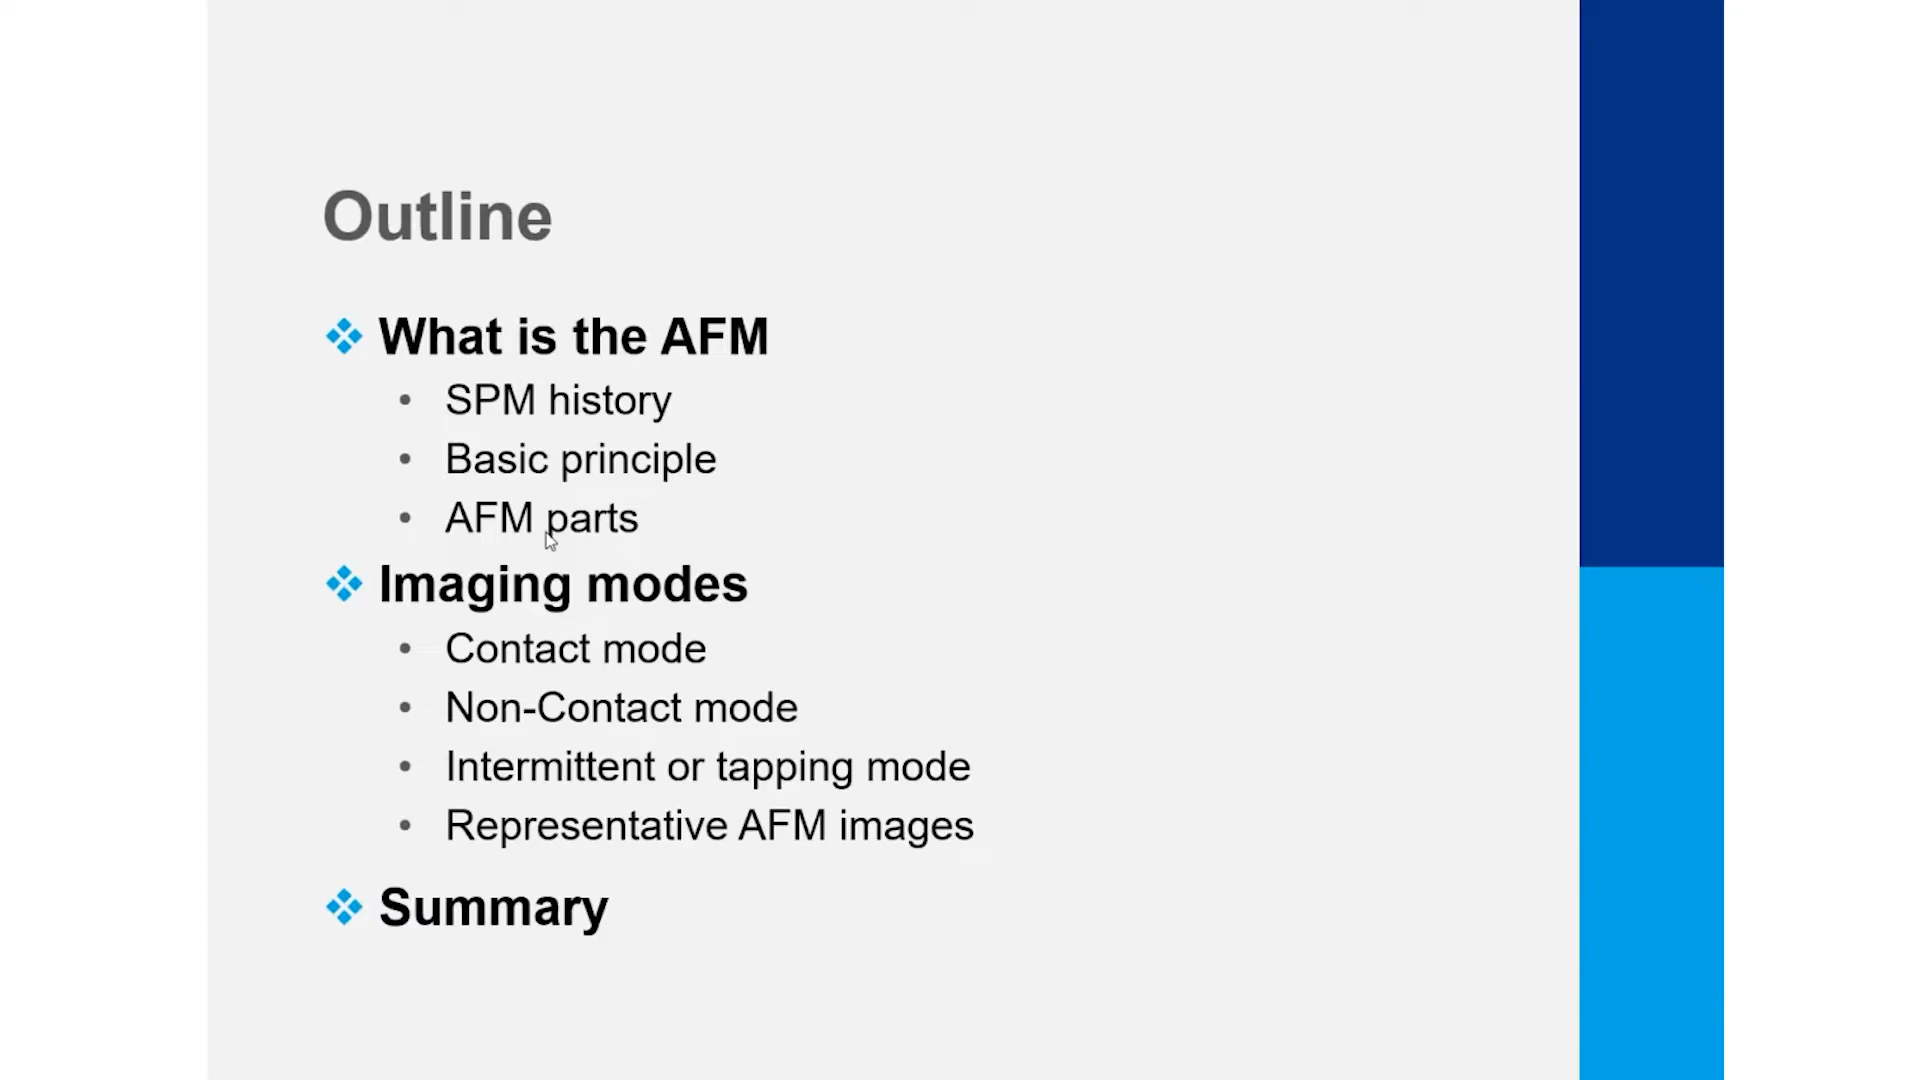 Outline
What is the AFM
SPM history
Basic principle
AFM parts
Imaging modes
Contact mode
Non-Contact mode
Intermittent or tapping mode
Representative AFM images
Summary